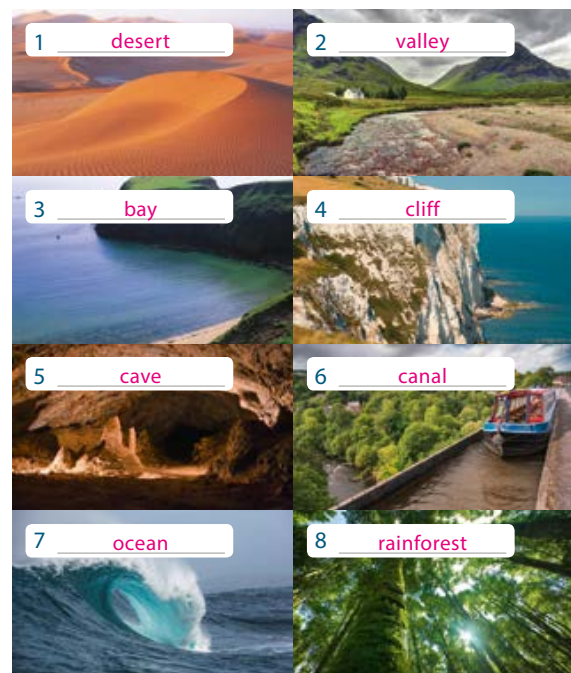 1 desert
2 valley
3 bay
4 cliff
5 cave
6 canal
7 ocean
8 rainforest